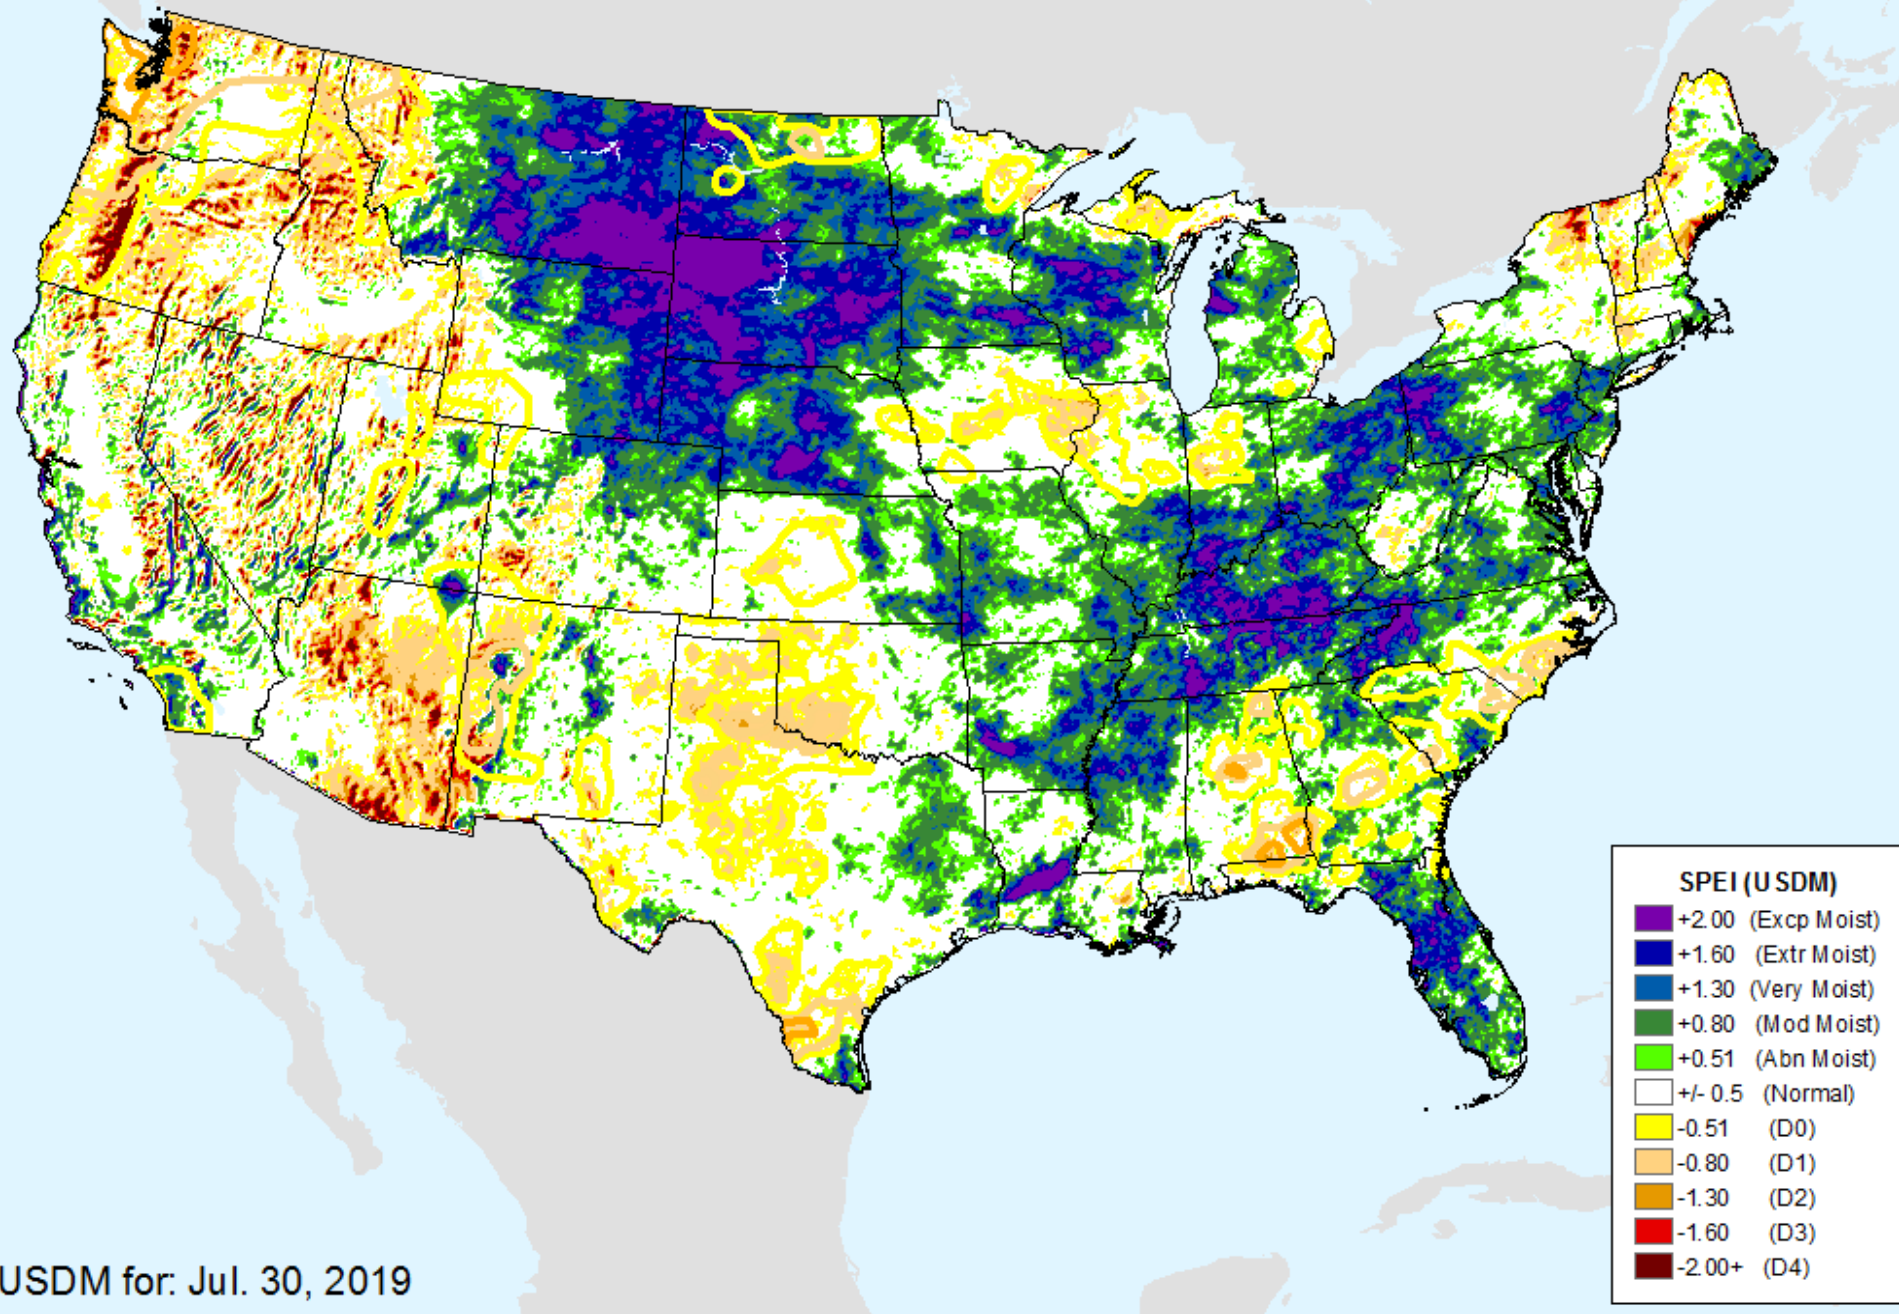 SPEI (USDM)
+2.00 (Excp Moist)
+1.60 (Extr Moist)
+1.30 (Very Moist)
+0.80 (Mod Moist)
+0.51 (Abn Moist)
+/- 0.5 (Normal)
-0.51 (D0)
-0.80 (D1)
-1.30 (D2)
-1.60 (D3)
-2.00+ (D4)
USDM for: Jul. 30, 2019